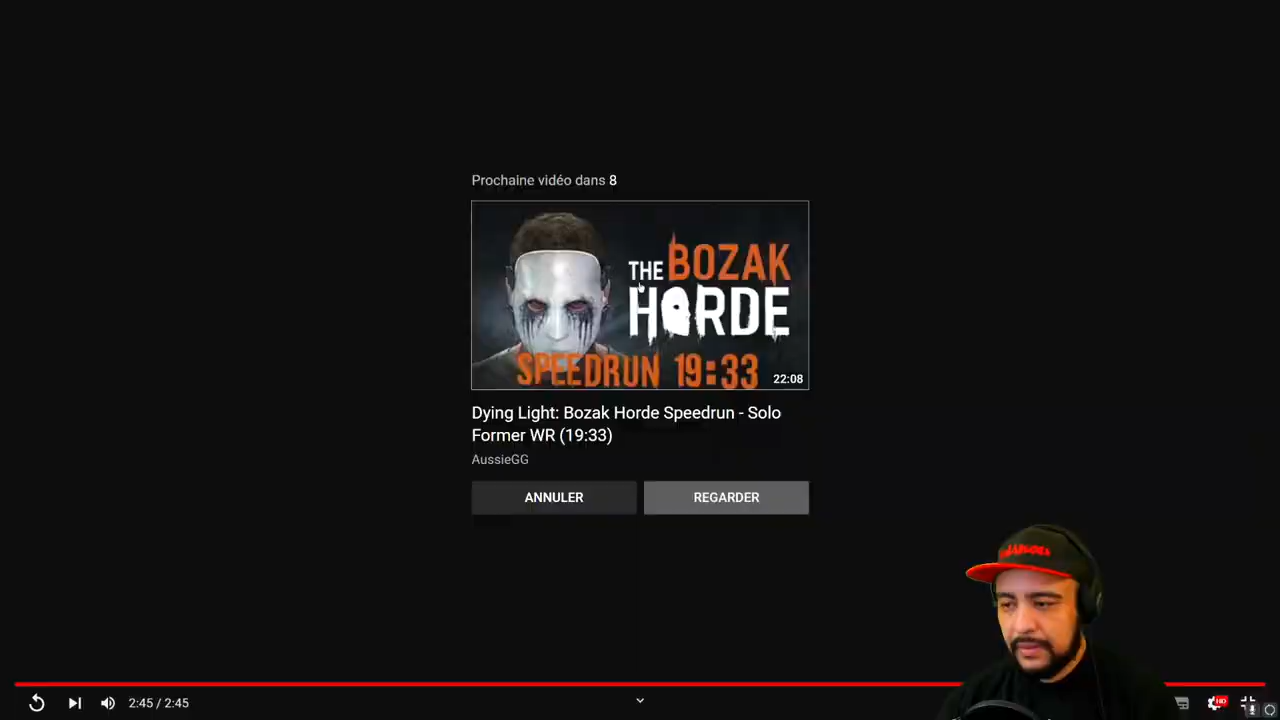 Prochaine vidéo dans 8
THE BOZAK
HORDE
SPEEDRUN 19:33
22:08
Dying Light: Bozak Horde Speedrun - Solo
Former WR (19:33)
AussieGG
ANNULER
REGARDER
2:45 / 2:45
HD